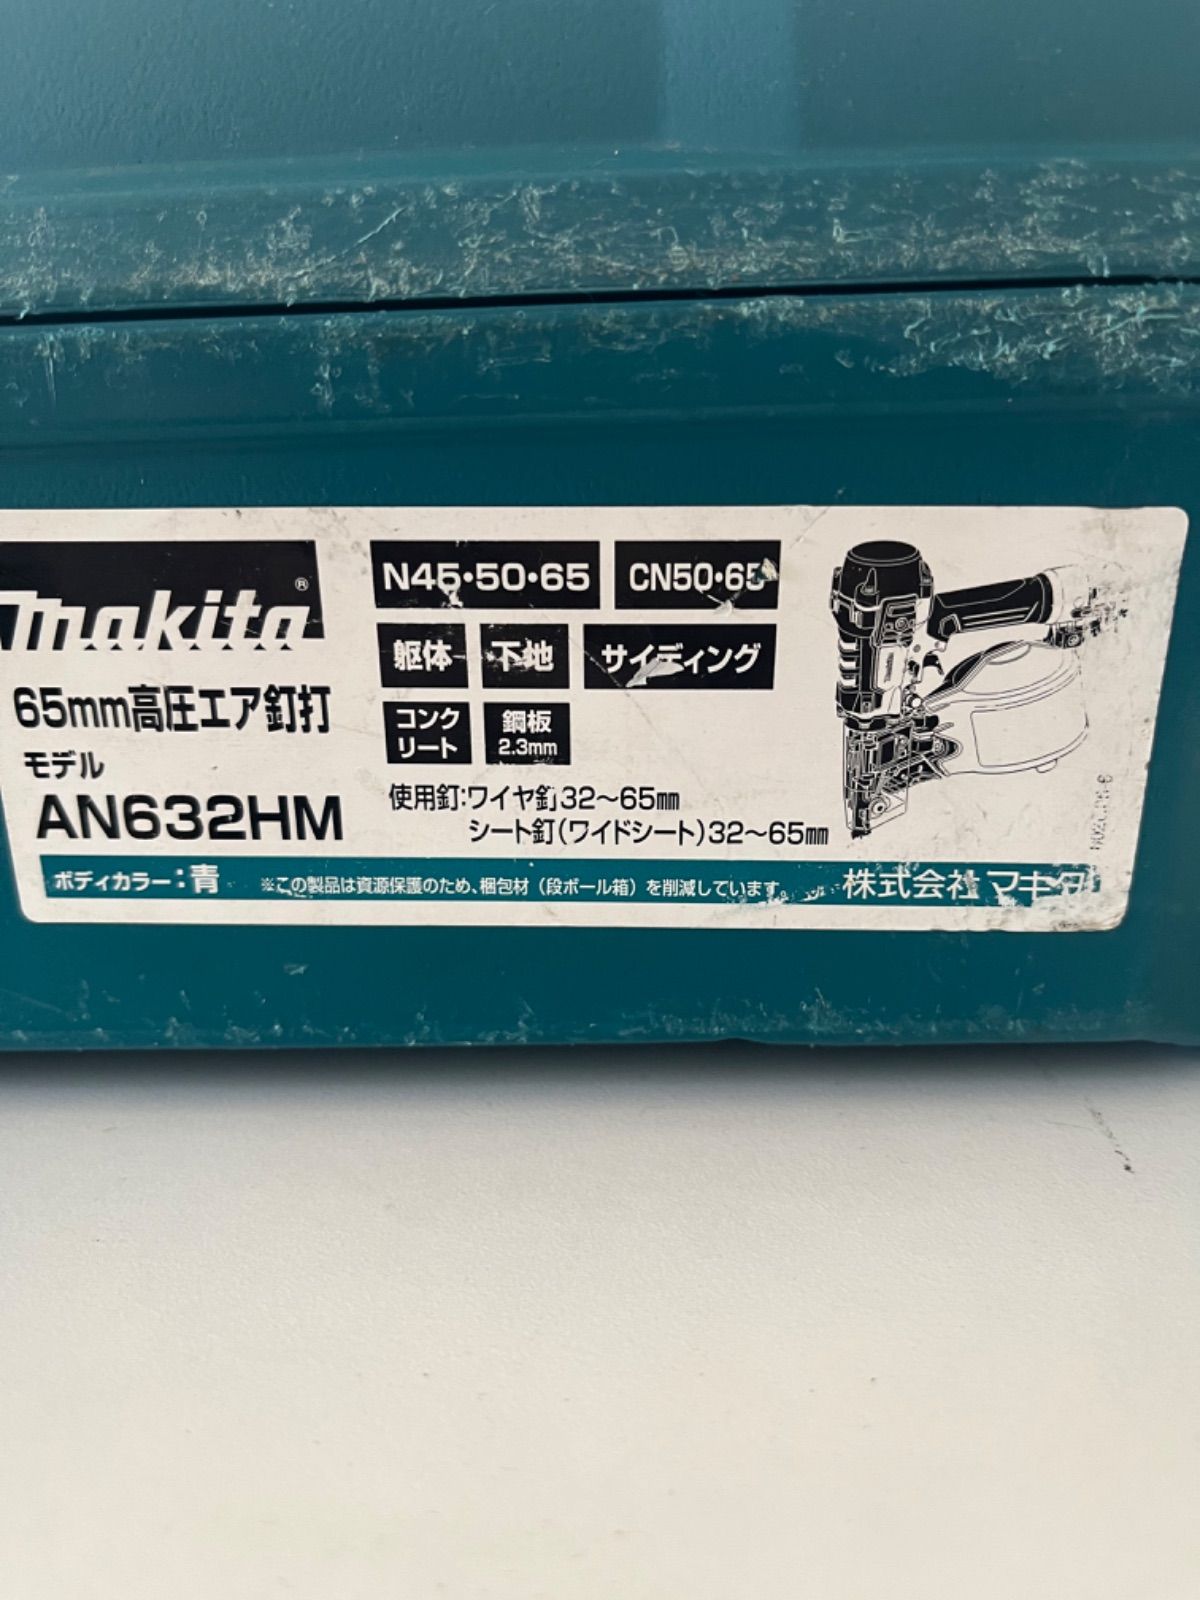 makita®
65mm高圧エア釘打
モデル
AN632HM
N45・50・65
CN50・65
躯体
下地
サイディング
コンク
リート
鋼板
2.3mm
使用釘:ワイヤ釘32〜65mm
シート釘(ワイドシート)32〜65mm
ボディカラー:青
※この製品は資源保護のため、梱包材(段ボール箱)を削減しています。
株式会社マキタ